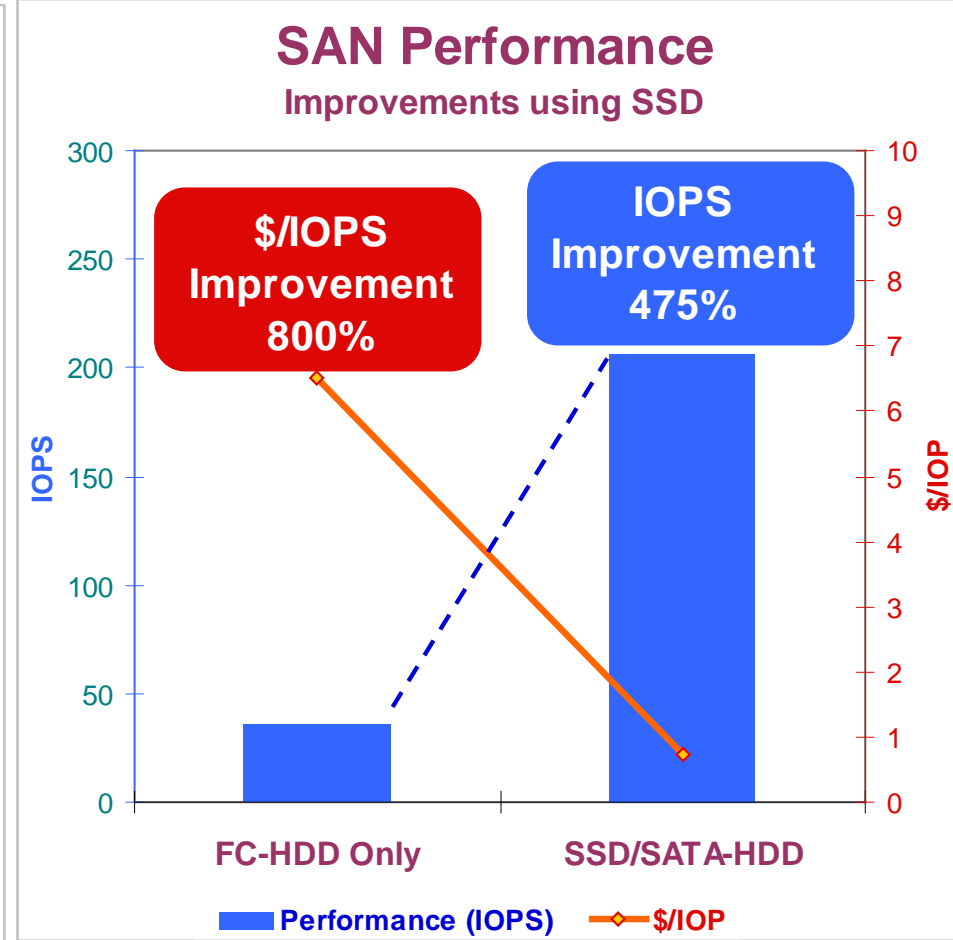 SAN Performance
Improvements using SSD
300
250
200
150
100
50
0
IOPS
$/IOPS
Improvement
800%
IOPS
Improvement
475%
10
9
8
7
6
5
4
3
2
1
0
$/IOP
FC-HDD Only
SSD/SATA-HDD
Performance (IOPS)
$/IOP